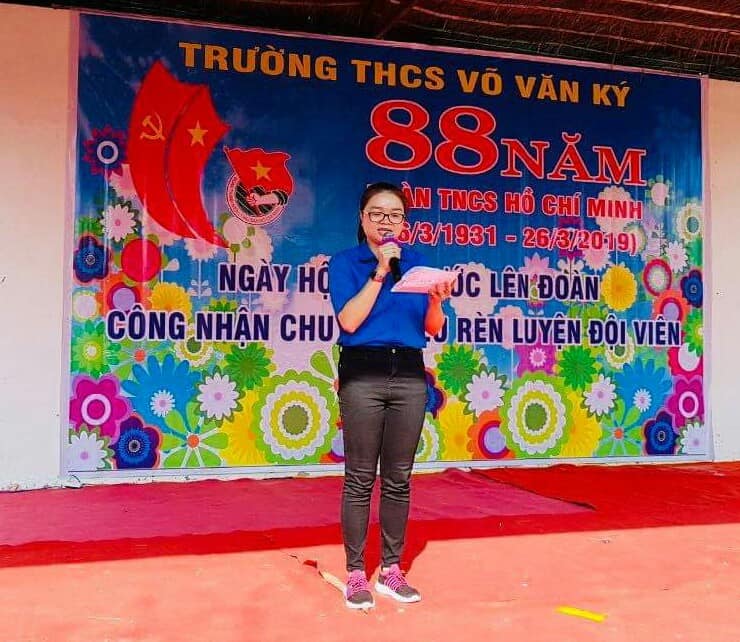 TRƯỜNG THCS VÕ VĂN KÝ
88 NĂM
TNCS HỒ CHÍ MINH
/3/1931 - 26/3/2019)
NGÀY HỘ LÊN ĐOÀN
CÔNG NHẬN CHU RÈN LUYỆN ĐỘI VIÊN